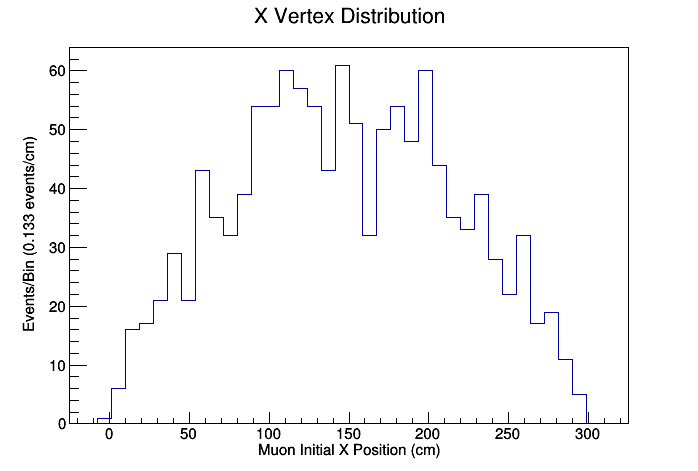 X Vertex Distribution
Events/Bin (0.133 events/cm)
60
50
40
30
20
10
0
0 50 100 150 200 250 300
Muon Initial X Position (cm)